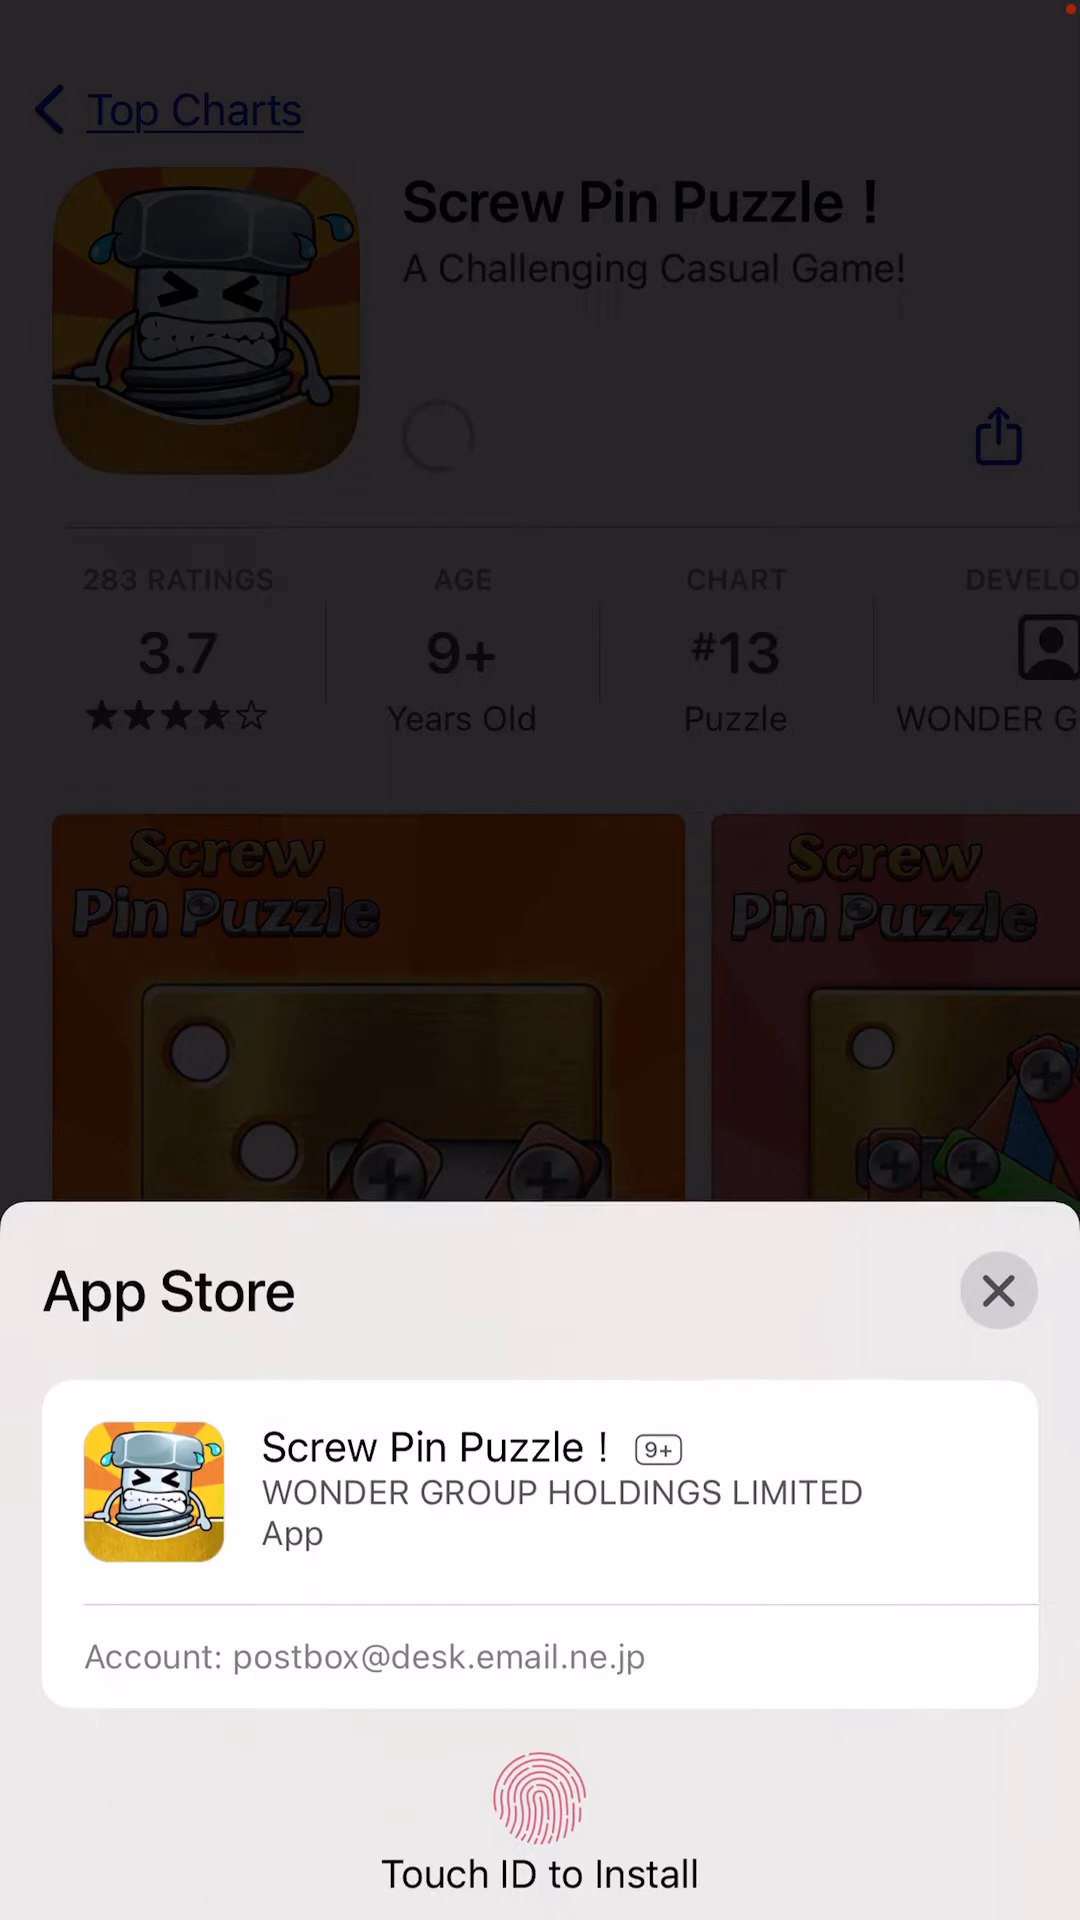 Top Charts
Screw Pin Puzzle !
A Challenging Casual Game!
283 RATINGS
AGE
CHART
DEVELO
3.7
9+
#13
★★★★☆
Years Old
Puzzle
WONDER G
Screw
Pin Puzzle
Screw
Pin Puzzle
App Store
Screw Pin Puzzle ! 9+
WONDER GROUP HOLDINGS LIMITED
App
Account: postbox@desk.email.ne.jp
Touch ID to Install